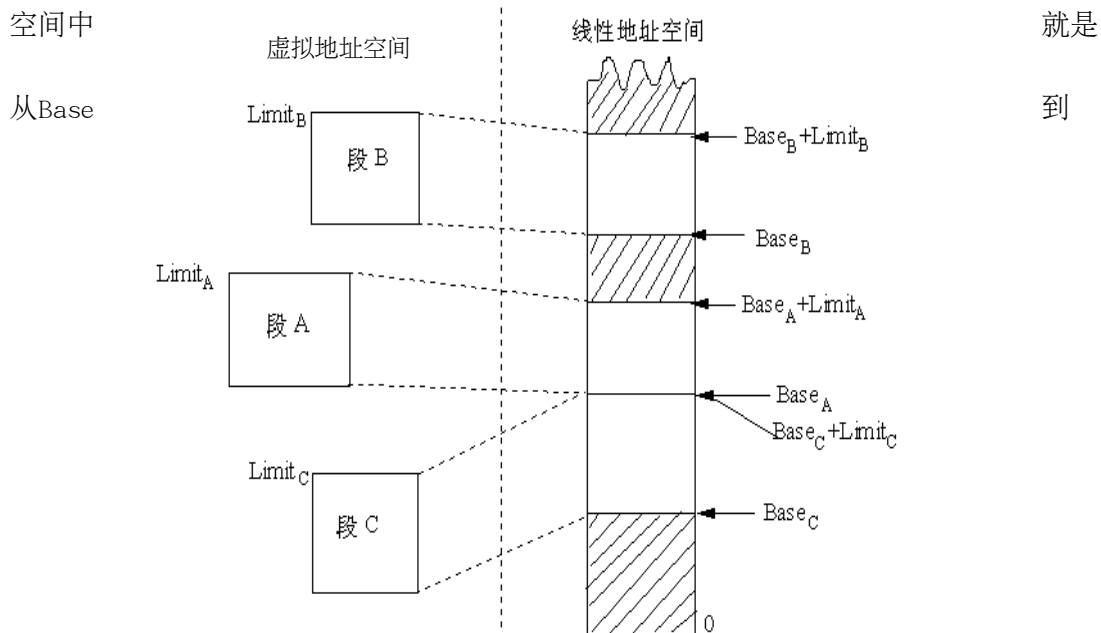 空间中
就是
虚拟地址空间
线性地址空间
从Base
到
LimitB
段 B
BaseB+LimitB
BaseB
LimitA
段 A
BaseA+LimitA
BaseA
BaseC+LimitC
LimitC
段 C
BaseC
0